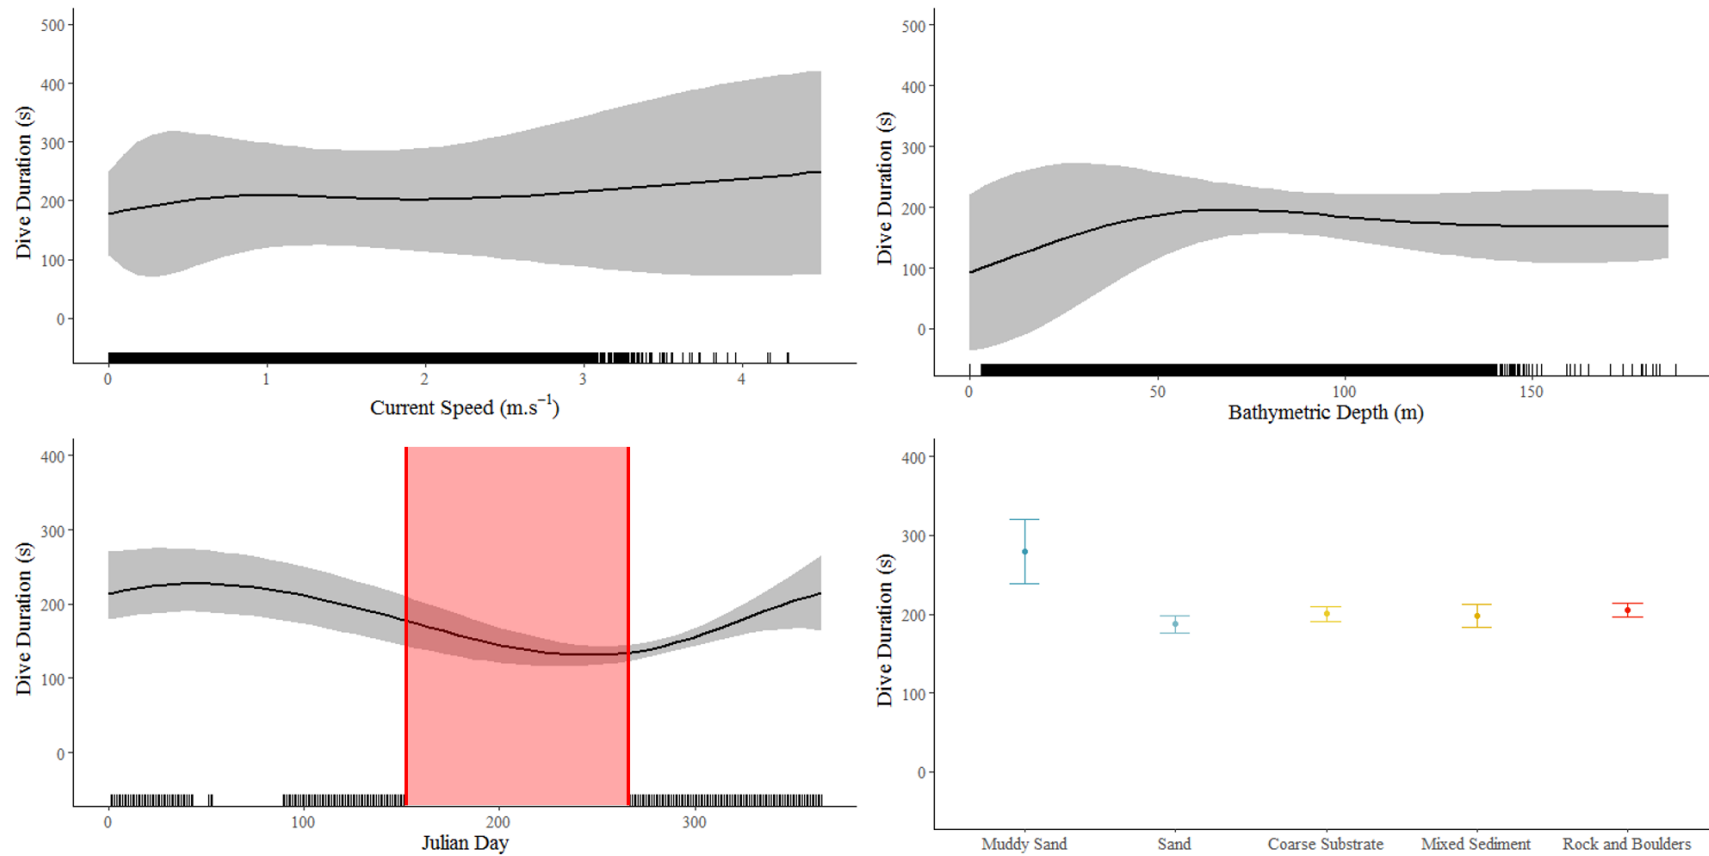 500
400
300
200
100
0
Dive Duration (s)
0 1 2 3 4
Current Speed (m.s⁻¹)
500
400
300
200
100
0
Dive Duration (s)
0 50 100 150
Bathymetric Depth (m)
400
300
200
100
0
Dive Duration (s)
0 100 200 300
Julian Day
400
300
200
100
0
Dive Duration (s)
Muddy Sand Sand Coarse Substrate Mixed Sediment Rock and Boulders